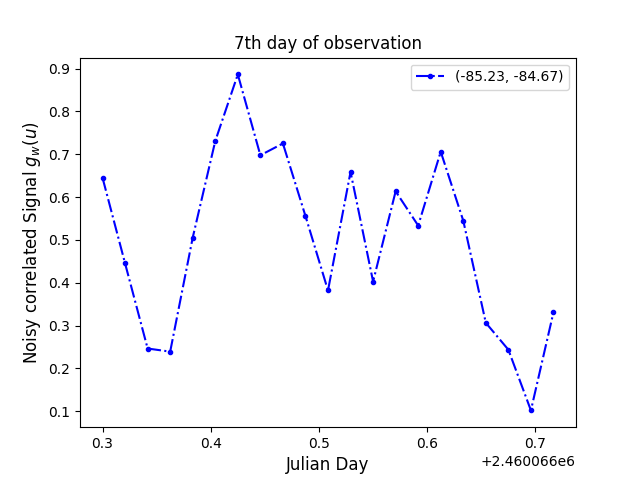 7th day of observation
(-85.23, -84.67)
Noisy correlated Signal g_w(u)
0.9
0.8
0.7
0.6
0.5
0.4
0.3
0.2
0.1
0.3 0.4 0.5 0.6 0.7
Julian Day
+2.460066e6